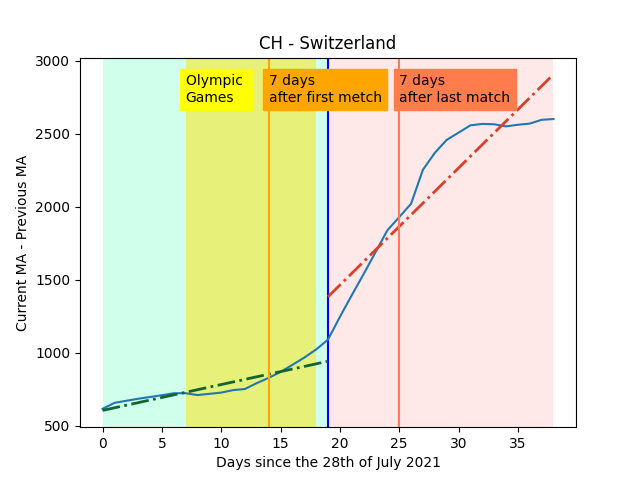 CH - Switzerland
Olympic
Games
7 days
after first metch
7 days
after last match
Current MA - Previous MA
3000
2500
2000
1500
1000
500
0 5 10 15 20 25 30 35
Days since the 28th of July 2021